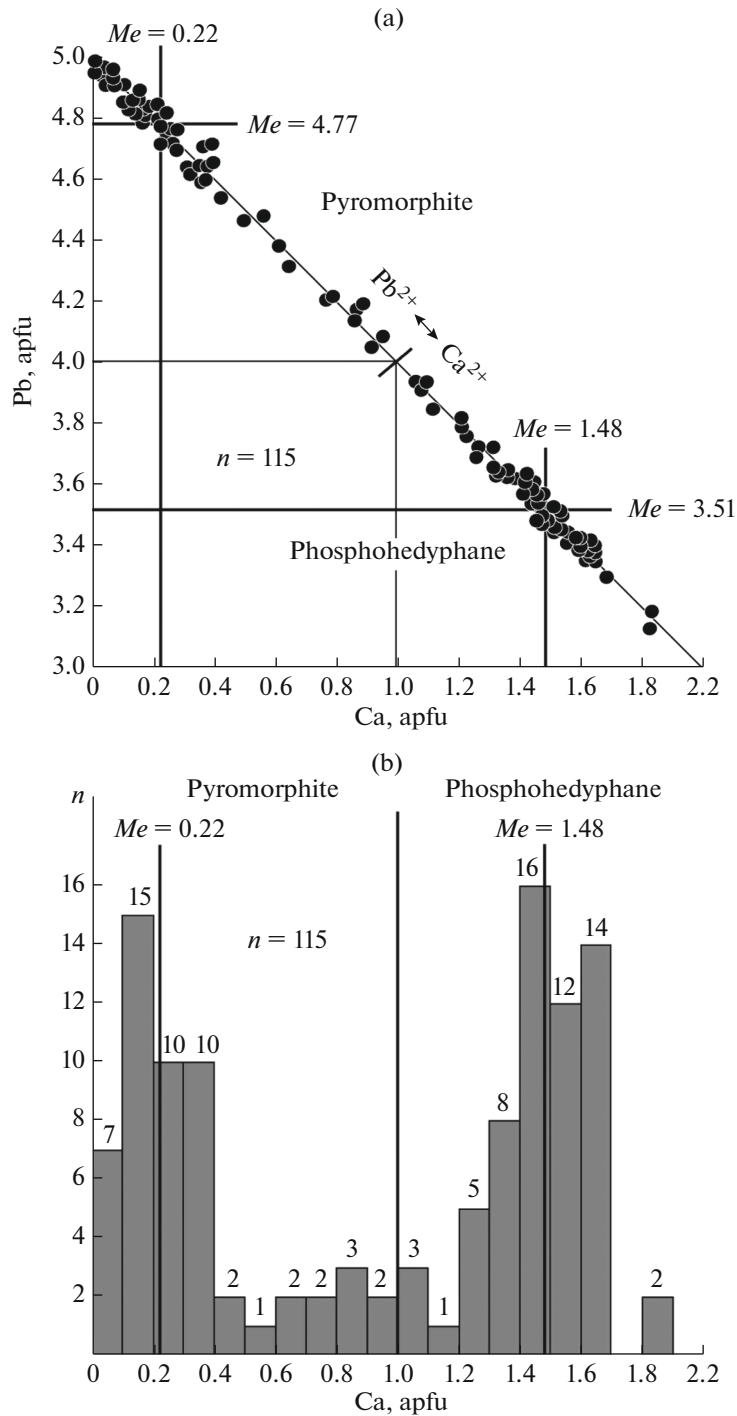 (a)
Me = 0.22
5.0
4.8
Me = 4.77
4.6
Pyromorphite
4.4
4.2
Pb²⁺
Ca²⁺
Pb, apfu
4.0
3.8
Me = 1.48
n = 115
3.6
Me = 3.51
Phosphohedyphane
3.4
3.2
3.0
0 0.2 0.4 0.6 0.8 1.0 1.2 1.4 1.6 1.8 2.2
Ca, apfu
(b)
n
Pyromorphite Phosphohedyphane
Me = 0.22 Me = 1.48
16
14
12
10
8
6
4
2
n = 115
7 15 10 10 2 1 2 2 3 2 3 1 5 8 16 12 14 2
0 0.2 0.4 0.6 0.8 1.0 1.2 1.4 1.6 1.8 2.2
Ca, apfu